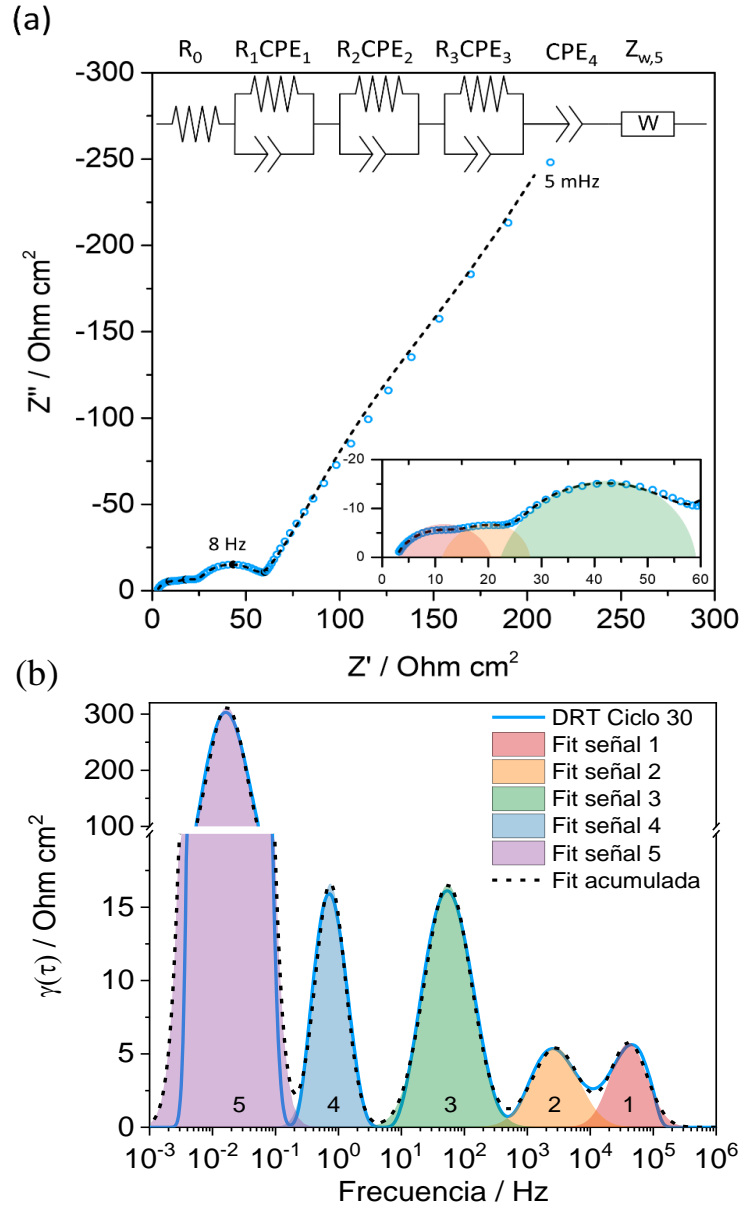 (a)
R0 R1CPE1 R2CPE2 R3CPE3 CPE4 Zw,5
W
-300
-250
-200
-150
-100
-50
0
Z'' / Ohm cm2
5 mHz
8 Hz
-20
-10
0
0 10 20 30 40 50 60
0 50 100 150 200 250 300
Z' / Ohm cm2
(b)
300
200
100
15
10
5
0
γ(τ) / Ohm cm2
DRT Ciclo 30
Fit señal 1
Fit señal 2
Fit señal 3
Fit señal 4
Fit señal 5
Fit acumulada
5 4 3 2 1
10-3 10-2 10-1 100 101 102 103 104 105 106
Frecuencia / Hz